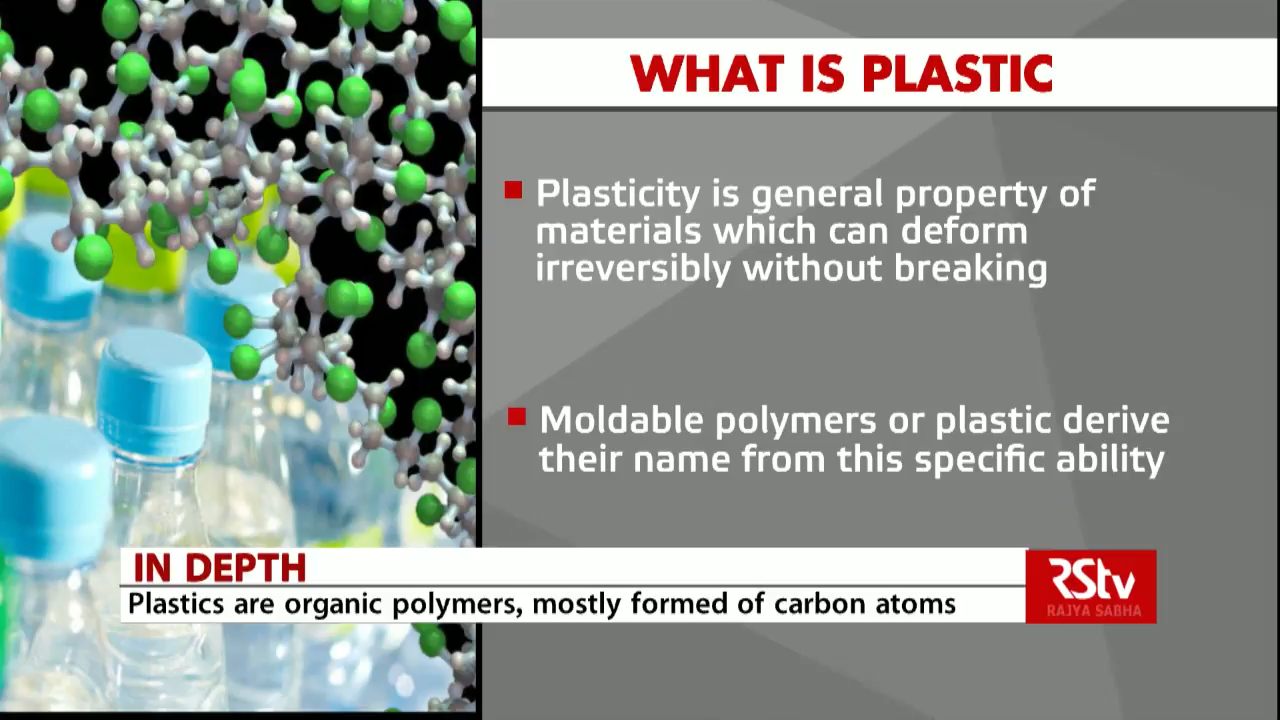 WHAT IS PLASTIC
Plasticity is general property of
materials which can deform
irreversibly without breaking
Moldable polymers or plastic derive
their name from this specific ability
IN DEPTH
Plastics are organic polymers, mostly formed of carbon atoms
RStv
RAJYA SABHA